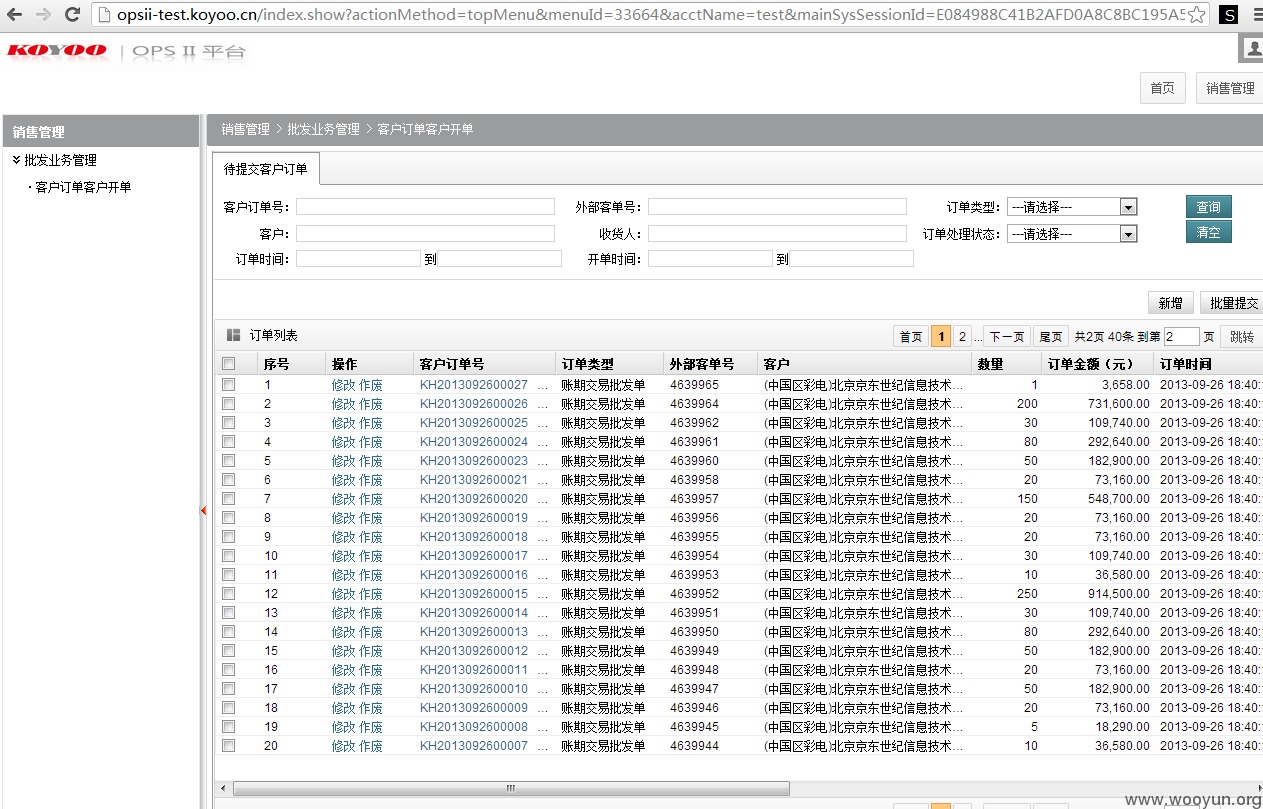 opsii-test.koyoo.cn/index.show?actionMethod=topMenu&menuId=33664&acctName=test&mainSysSessionId=E084988C41B2AFD0A8C8BC195A5
KOYOO | OPS II 平台
首页 销售管理
销售管理
批发业务管理
· 客户订单客户开单
销售管理 > 批发业务管理 > 客户订单客户开单
待提交客户订单
客户订单号： 外部客单号： 订单类型： ---请选择--- 查询
客户： 收货人： 订单处理状态： ---请选择--- 清空
订单时间： 到 开单时间： 到
新增 批量提交
订单列表 首页 1 2 ... 下一页 尾页 共2页 40条 到第 2 页 跳转
序号 操作 客户订单号 订单类型 外部客单号 客户 数量 订单金额（元） 订单时间
1 修改 作废 KH2013092600027 ... 账期交易批发单 4639965 (中国区彩电)北京京东世纪信息技术... 1 3,658.00 2013-09-26 18:40:
2 修改 作废 KH2013092600026 ... 账期交易批发单 4639964 (中国区彩电)北京京东世纪信息技术... 200 731,600.00 2013-09-26 18:40:
3 修改 作废 KH2013092600025 ... 账期交易批发单 4639962 (中国区彩电)北京京东世纪信息技术... 30 109,740.00 2013-09-26 18:40:
4 修改 作废 KH2013092600024 ... 账期交易批发单 4639961 (中国区彩电)北京京东世纪信息技术... 80 292,640.00 2013-09-26 18:40:
5 修改 作废 KH2013092600023 ... 账期交易批发单 4639960 (中国区彩电)北京京东世纪信息技术... 50 182,900.00 2013-09-26 18:40:
6 修改 作废 KH2013092600021 ... 账期交易批发单 4639958 (中国区彩电)北京京东世纪信息技术... 20 73,160.00 2013-09-26 18:40:
7 修改 作废 KH2013092600020 ... 账期交易批发单 4639957 (中国区彩电)北京京东世纪信息技术... 150 548,700.00 2013-09-26 18:40:
8 修改 作废 KH2013092600019 ... 账期交易批发单 4639956 (中国区彩电)北京京东世纪信息技术... 20 73,160.00 2013-09-26 18:40:
9 修改 作废 KH2013092600018 ... 账期交易批发单 4639955 (中国区彩电)北京京东世纪信息技术... 20 73,160.00 2013-09-26 18:40:
10 修改 作废 KH2013092600017 ... 账期交易批发单 4639954 (中国区彩电)北京京东世纪信息技术... 30 109,740.00 2013-09-26 18:40:
11 修改 作废 KH2013092600016 ... 账期交易批发单 4639953 (中国区彩电)北京京东世纪信息技术... 10 36,580.00 2013-09-26 18:40:
12 修改 作废 KH2013092600015 ... 账期交易批发单 4639952 (中国区彩电)北京京东世纪信息技术... 250 914,500.00 2013-09-26 18:40:
13 修改 作废 KH2013092600014 ... 账期交易批发单 4639951 (中国区彩电)北京京东世纪信息技术... 30 109,740.00 2013-09-26 18:40:
14 修改 作废 KH2013092600013 ... 账期交易批发单 4639950 (中国区彩电)北京京东世纪信息技术... 80 292,640.00 2013-09-26 18:40:
15 修改 作废 KH2013092600012 ... 账期交易批发单 4639949 (中国区彩电)北京京东世纪信息技术... 50 182,900.00 2013-09-26 18:40:
16 修改 作废 KH2013092600011 ... 账期交易批发单 4639948 (中国区彩电)北京京东世纪信息技术... 20 73,160.00 2013-09-26 18:40:
17 修改 作废 KH2013092600010 ... 账期交易批发单 4639947 (中国区彩电)北京京东世纪信息技术... 50 182,900.00 2013-09-26 18:40:
18 修改 作废 KH2013092600009 ... 账期交易批发单 4639946 (中国区彩电)北京京东世纪信息技术... 20 73,160.00 2013-09-26 18:40:
19 修改 作废 KH2013092600008 ... 账期交易批发单 4639945 (中国区彩电)北京京东世纪信息技术... 5 18,290.00 2013-09-26 18:40:
20 修改 作废 KH2013092600007 ... 账期交易批发单 4639944 (中国区彩电)北京京东世纪信息技术... 10 36,580.00 2013-09-26 18:40:
www.wooyun.org